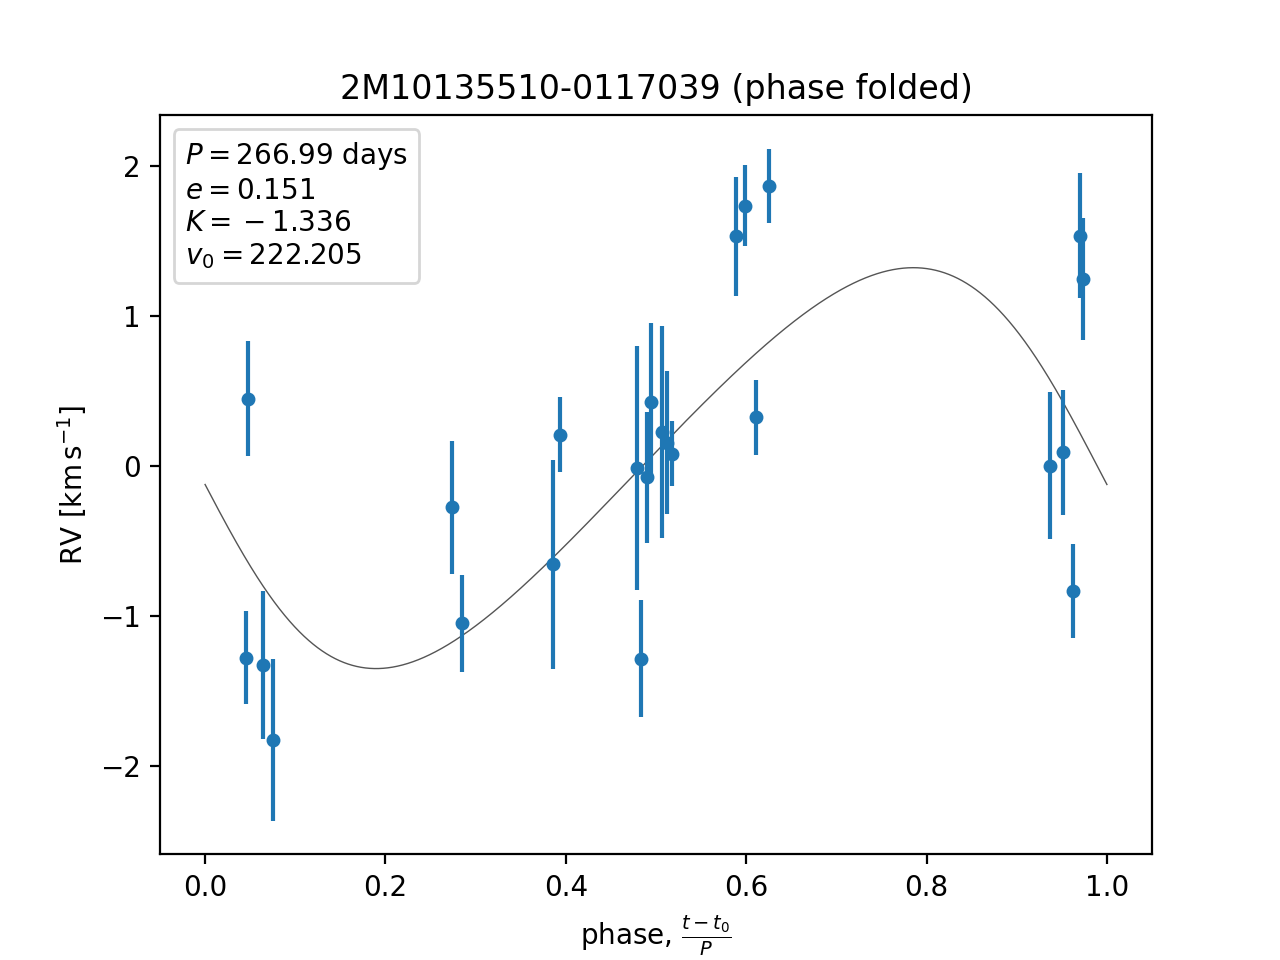 2M10135510-0117039 (phase folded)
P = 266.99 days
e = 0.151
K = −1.336
v₀ = 222.205
2
1
0
−1
−2
RV [km s⁻¹]
0.0 0.2 0.4 0.6 0.8 1.0
phase, (t − t₀)/P